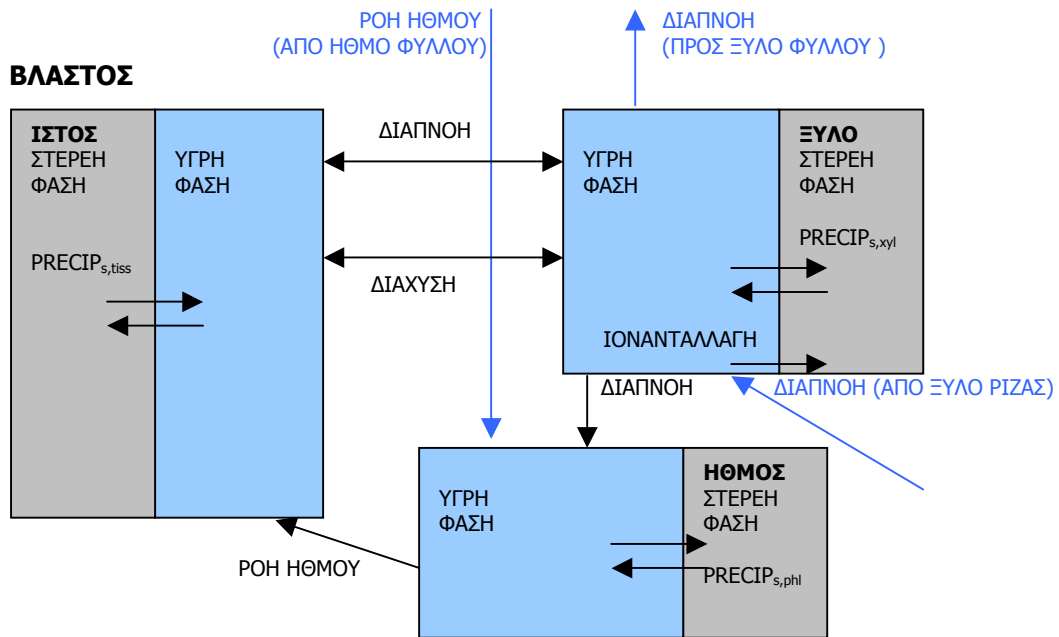 ΡΟΗ ΗΘΜΟΥ
(ΑΠΟ ΗΘΜΟ ΦΥΛΛΟΥ)
ΔΙΑΠΝΟΗ
(ΠΡΟΣ ΞΥΛΟ ΦΥΛΛΟΥ )
ΒΛΑΣΤΟΣ
ΙΣΤΟΣ
ΣΤΕΡΕΗ
ΦΑΣΗ
PRECIPs,tiss
ΥΓΡΗ
ΦΑΣΗ
ΔΙΑΠΝΟΗ
ΔΙΑΧΥΣΗ
ΥΓΡΗ
ΦΑΣΗ
ΞΥΛΟ
ΣΤΕΡΕΗ
ΦΑΣΗ
PRECIPs,xyl
ΙΟΝΑΝΤΑΛΛΑΓΗ
ΔΙΑΠΝΟΗ
ΔΙΑΠΝΟΗ (ΑΠΟ ΞΥΛΟ ΡΙΖΑΣ)
ΥΓΡΗ
ΦΑΣΗ
ΗΘΜΟΣ
ΣΤΕΡΕΗ
ΦΑΣΗ
PRECIPs,phl
ΡΟΗ ΗΘΜΟΥ